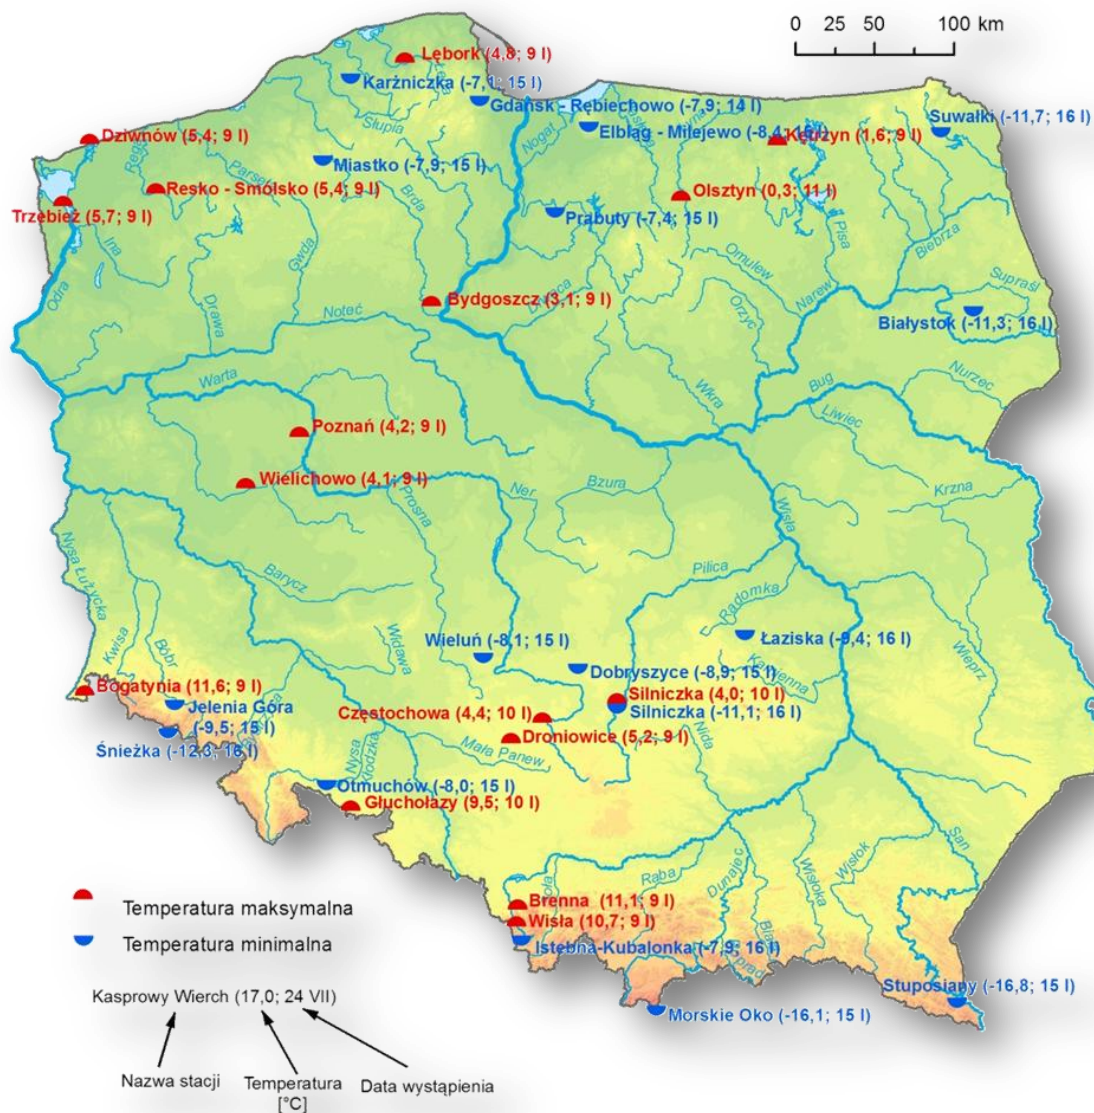 0 25 50 100 km
Lębork (4,8; 9 I)
Łeba
Karżniczka (-7,1; 15 I)
Gdańsk - Rębiechowo (-7,9; 14 I)
Suwałki (-11,7; 16 I)
Słupia
Nogat
Elbląg - Milejewo (-8,4;
Kętrzyn (1,6; 9 I)
Dziwnów (5,4; 9 I)
Rega
Miastko (-7,9; 15 I)
Parsęta
Brda
Resko - Smólsko (5,4; 9 I)
Olsztyn (0,3; 11 I)
Trzebież (5,7; 9 I)
Prabuty (-7,4; 15 I)
Ina
Gwda
Pisa
Biebrza
Omulew
Supraśl
Odra
Drawa
Bydgoszcz (3,1; 9 I)
Drwęca
Orzyc
Narew
Noteć
Białystok (-11,3; 16 I)
Warta
Wkra
Bug
Nurzec
Liwiec
Poznań (4,2; 9 I)
Wielichowo (4,1; 9 I)
Prosna
Ner
Bzura
Wisła
Krzna
Nysa Łużycka
Barycz
Pilica
Radomka
Kwisa
Bóbr
Widawa
Wieluń (-8,1; 15 I)
Łaziska (-9,4; 16 I)
Wieprz
Dobryszyce (-8,9; 15 I)
Kamienna
Bogatynia (11,6; 9 I)
Silniczka (4,0; 10 I)
Jelenia Góra
(-9,5; 15 I)
Silniczka (-11,1; 16 I)
Częstochowa (4,4; 10 I)
Droniowice (5,2; 9 I)
Nida
Śnieżka (-12,3; 16 I)
Nysa
Kłodzka
Mała Panew
Otmuchów (-8,0; 15 I)
Głuchołazy (9,5; 10 I)
San
Wisłok
Soła
Raba
Dunajec
Wisłoka
Brenna (11,1; 9 I)
Wisła (10,7; 9 I)
Istebna-Kubalonka (-7,9; 16 I)
Stuposiany (-16,8; 15 I)
Morskie Oko (-16,1; 15 I)
Temperatura maksymalna
Temperatura minimalna
Kasprowy Wierch (17,0; 24 VII)
Nazwa stacji
Temperatura
[°C]
Data wystąpienia